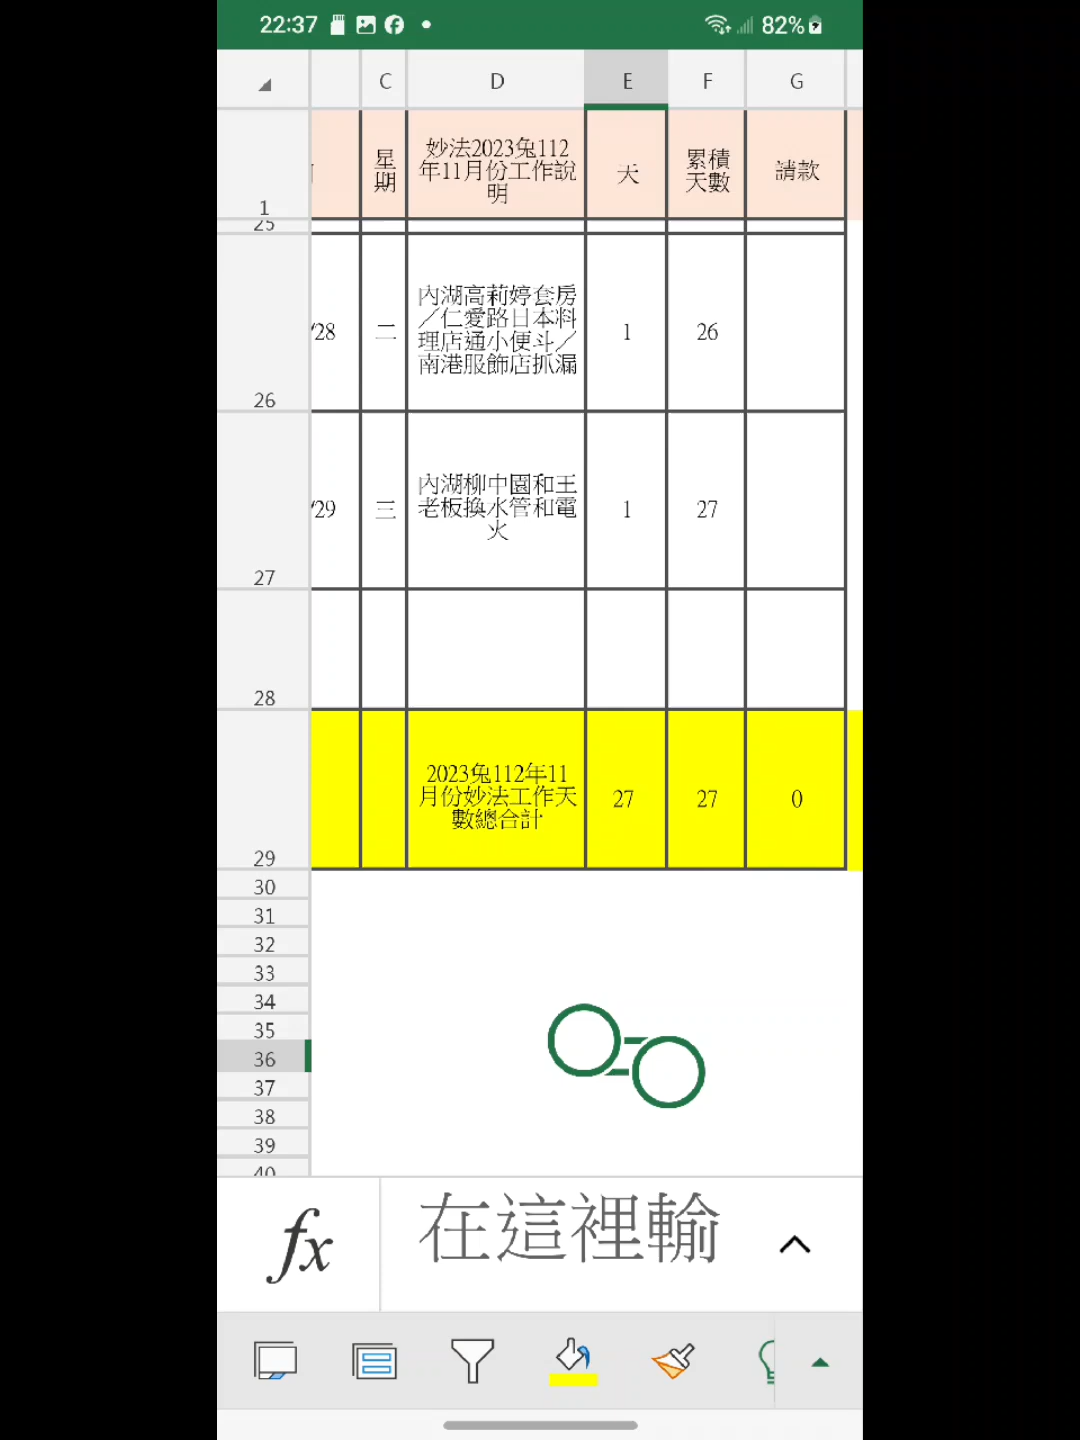 22:37
82%
C D E F G
星
期
妙法2023兔112
年11月份工作說
明
天
累積
天數
請款
1
25
內湖高莉婷套房
／仁愛路日本料
理店通小便斗／
南港服飾店抓漏
/28 二 1 26
26
內湖柳中園和王
老板換水管和電
火
/29 三 1 27
27
28
2023兔112年11
月份妙法工作天
數總合計
27 27 0
29
30
31
32
33
34
35
36
37
38
39
40
fx 在這裡輸